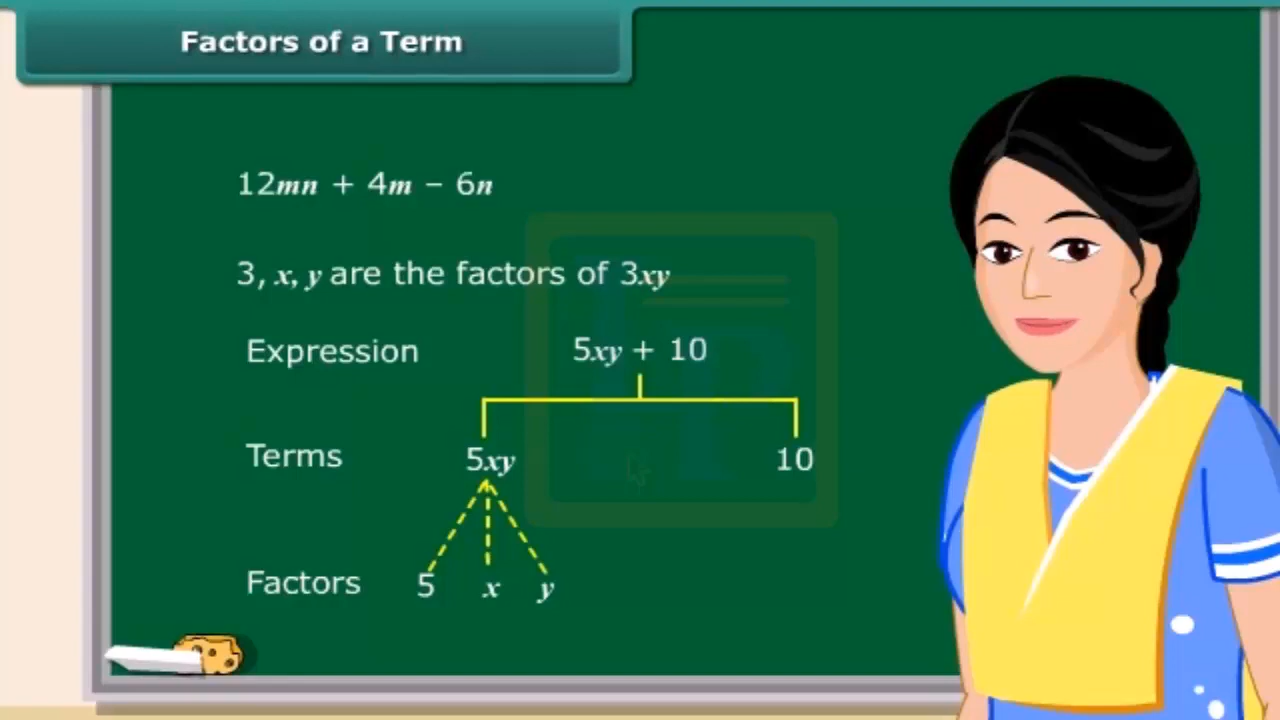 Factors of a Term
12mn + 4m – 6n
3, x, y are the factors of 3xy
Expression 5xy + 10
Terms 5xy 10
Factors 5 x y